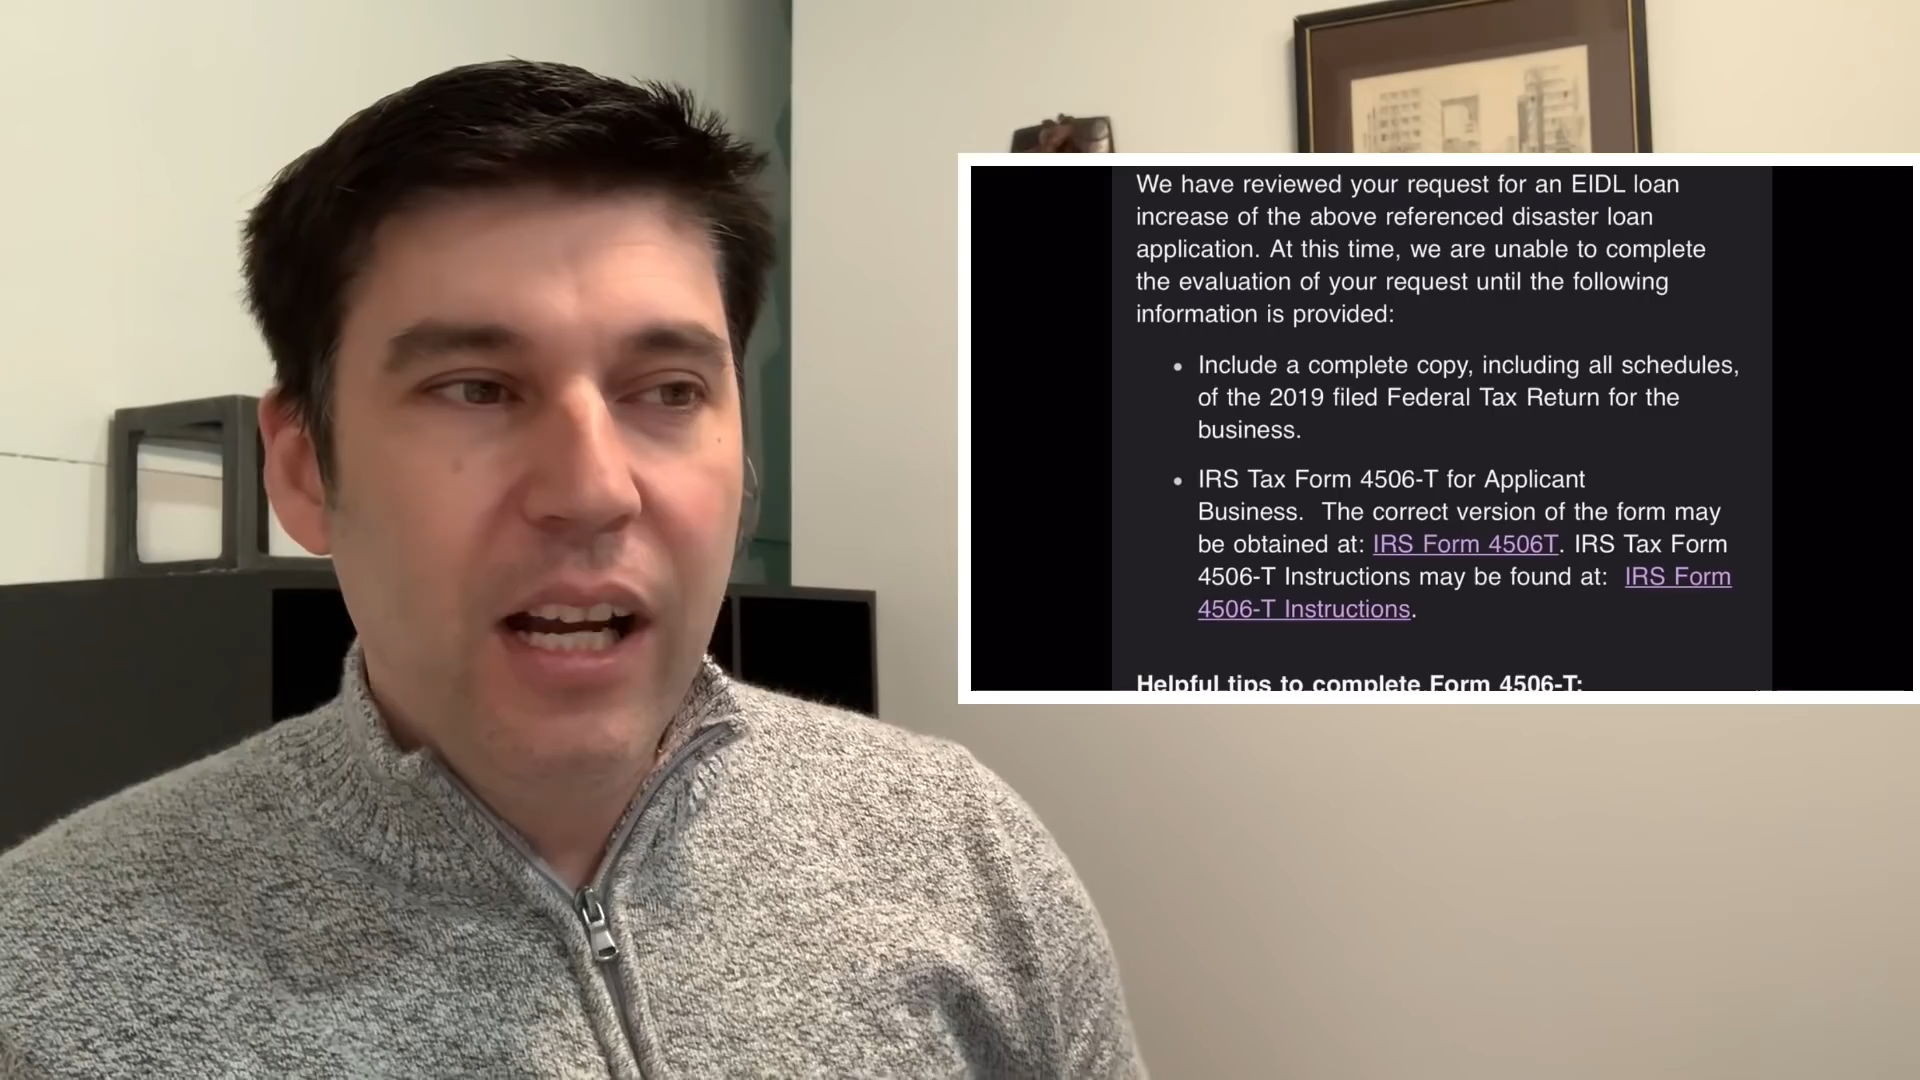 We have reviewed your request for an EIDL loan
increase of the above referenced disaster loan
application. At this time, we are unable to complete
the evaluation of your request until the following
information is provided:
• Include a complete copy, including all schedules,
of the 2019 filed Federal Tax Return for the
business.
• IRS Tax Form 4506-T for Applicant
Business.  The correct version of the form may
be obtained at: IRS Form 4506T. IRS Tax Form
4506-T Instructions may be found at:  IRS Form
4506-T Instructions.
Helpful tips to complete Form 4506-T: